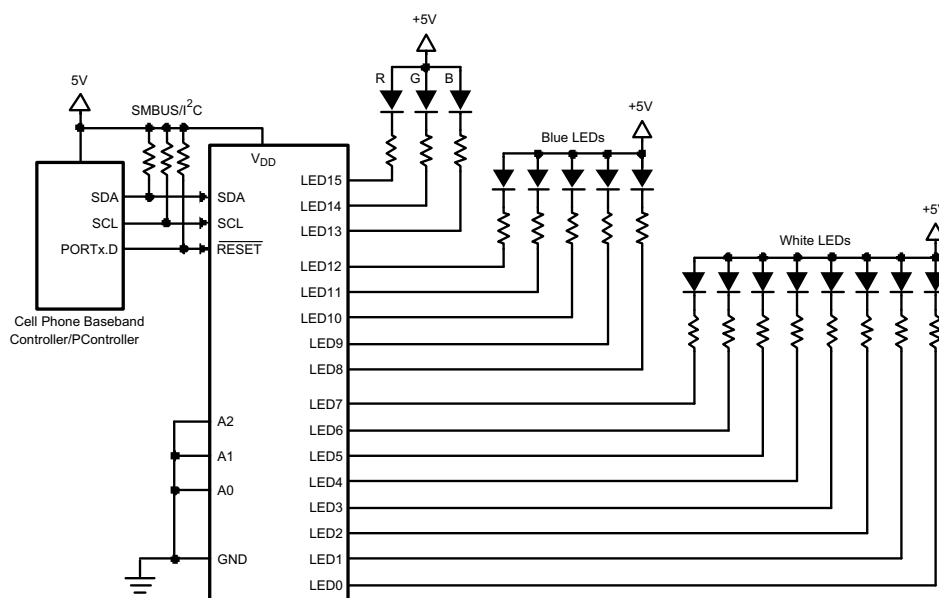 +5V
5V
R G B
SMBUS/I²C
+5V
Blue LEDs
VDD
LED15
SDA SDA
LED14
SCL SCL
LED13
PORTx.D RESET
+5V
White LEDs
LED12
LED11
LED10
Cell Phone Baseband
Controller/PController
LED9
LED8
LED7
A2
LED6
A1
LED5
LED4
A0
LED3
LED2
GND
LED1
LED0